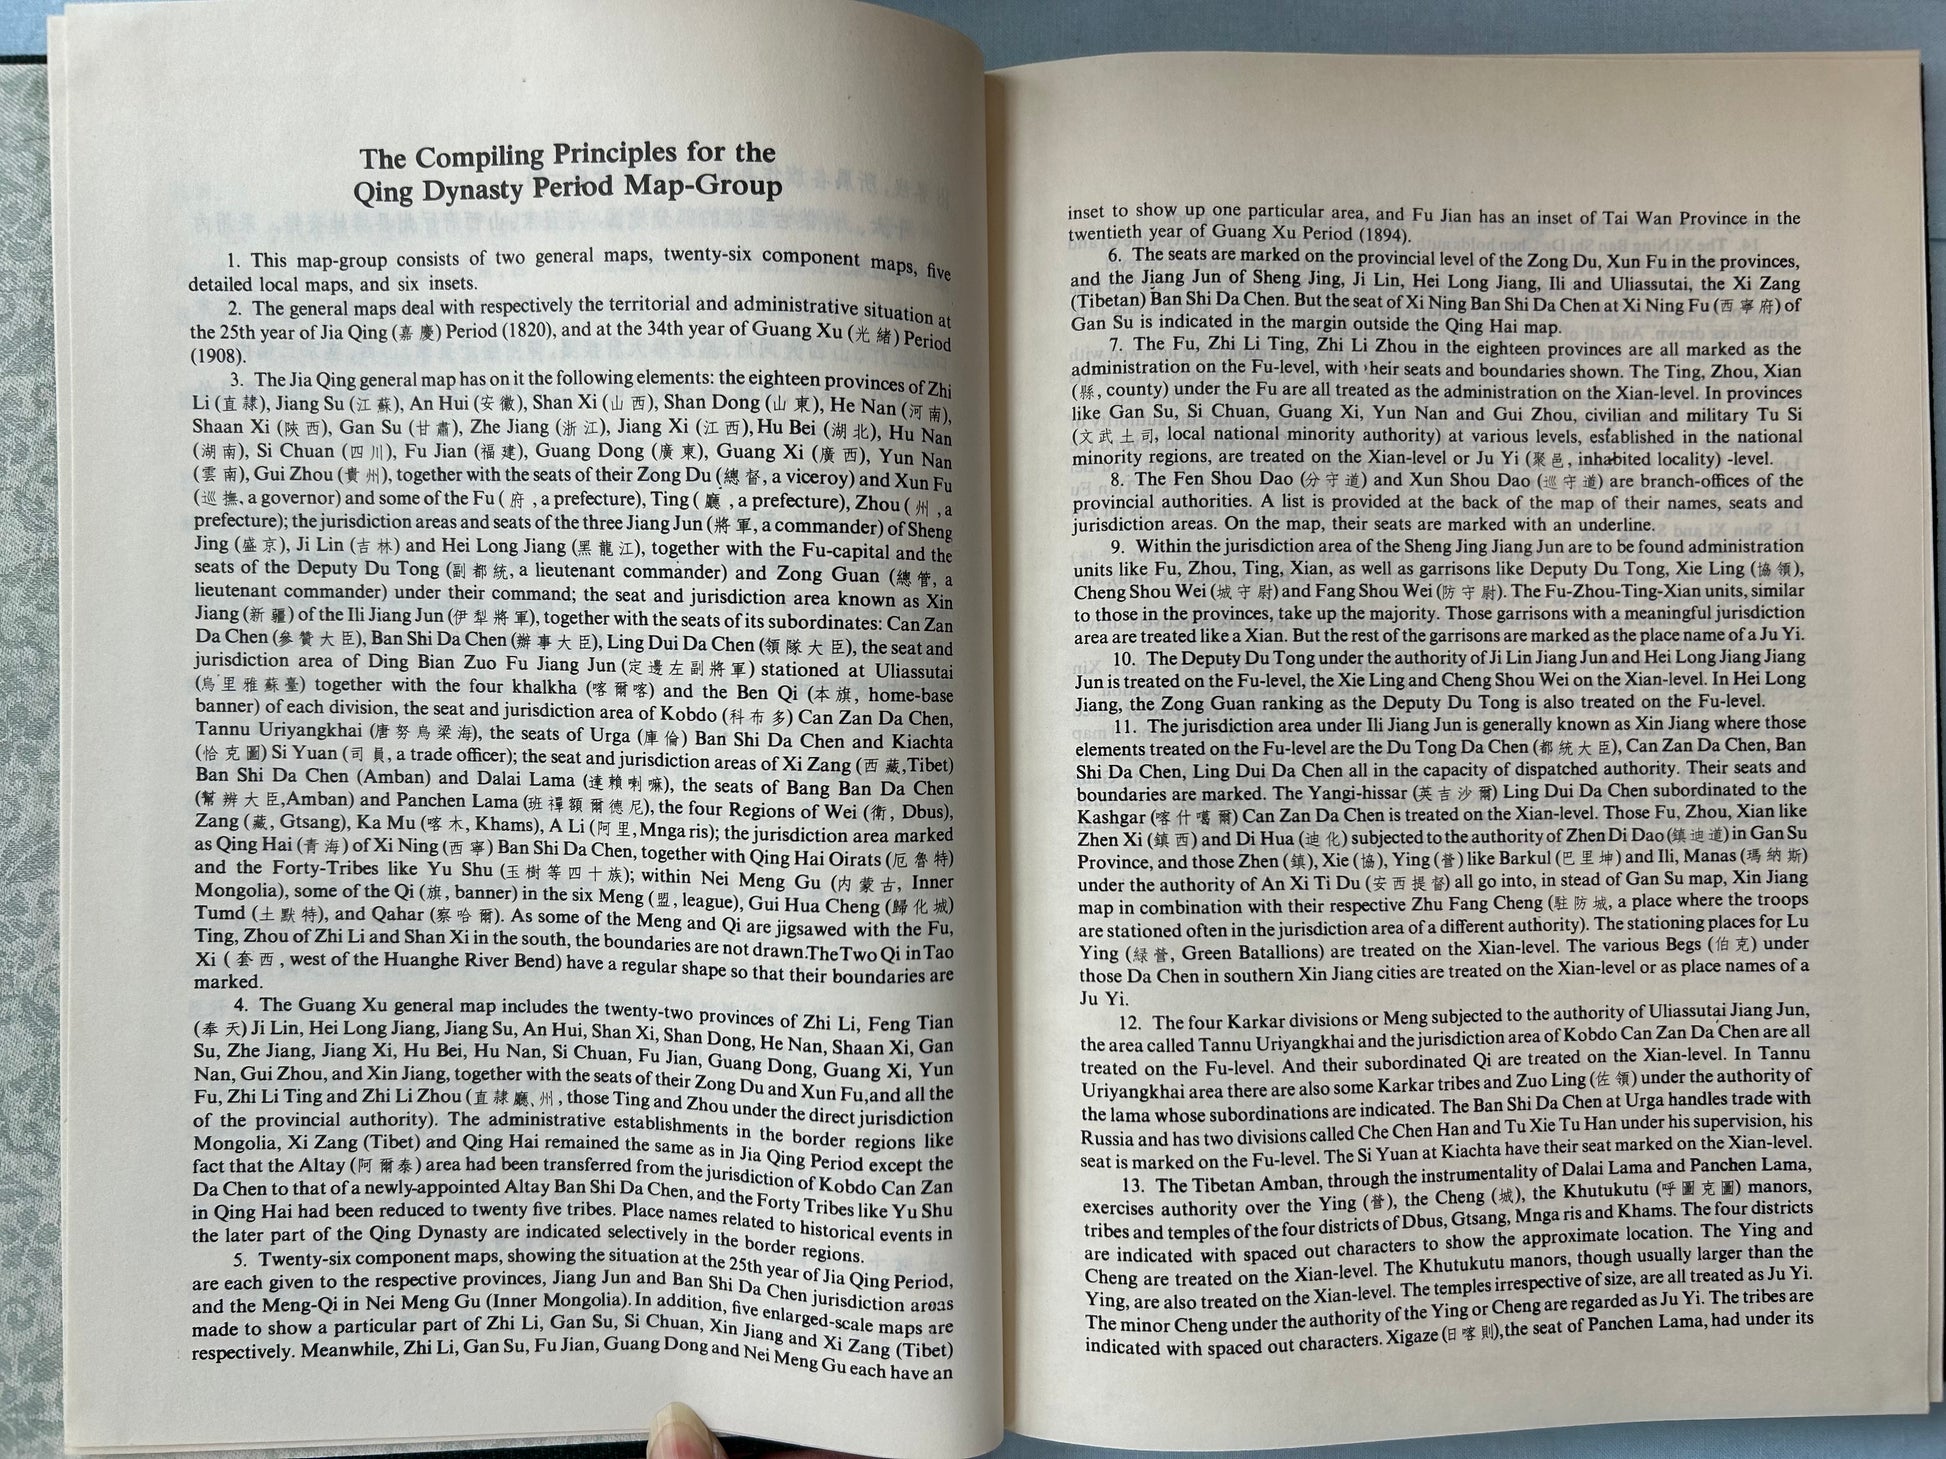 The Compiling Principles for the
Qing Dynasty Period Map-Group
1. This map-group consists of two general maps, twenty-six component maps, five
detailed local maps, and six insets.
2. The general maps deal with respectively the territorial and administrative situation at
the 25th year of Jia Qing (嘉慶) Period (1820), and at the 34th year of Guang Xu (光緒) Period
(1908).
3. The Jia Qing general map has on it the following elements: the eighteen provinces of Zhi
Li (直隸), Jiang Su (江蘇), An Hui (安徽), Shan Xi (山西), Shan Dong (山東), He Nan (河南),
Shaan Xi (陝西), Gan Su (甘肅), Zhe Jiang (浙江), Jiang Xi (江西), Hu Bei (湖北), Hu Nan
(湖南), Si Chuan (四川), Fu Jian (福建), Guang Dong (廣東), Guang Xi (廣西), Yun Nan
(雲南), Gui Zhou (貴州), together with the seats of their Zong Du (總督, a viceroy) and Xun Fu
(巡撫, a governor) and some of the Fu (府, a prefecture), Ting (廳, a prefecture), Zhou (州, a
prefecture); the jurisdiction areas and seats of the three Jiang Jun (將軍, a commander) of Sheng
Jing (盛京), Ji Lin (吉林) and Hei Long Jiang (黑龍江), together with the Fu-capital and the
seats of the Deputy Du Tong (副都統, a lieutenant commander) and Zong Guan (總管, a
lieutenant commander) under their command; the seat and jurisdiction area known as Xin
Jiang (新疆) of the Ili Jiang Jun (伊犁將軍), together with the seats of its subordinates: Can Zan
Da Chen (參贊大臣), Ban Shi Da Chen (辦事大臣), Ling Dui Da Chen (領隊大臣), the seat and
jurisdiction area of Ding Bian Zuo Fu Jiang Jun (定邊左副將軍) stationed at Uliassutai
(烏里雅蘇臺) together with the four khalkha (喀爾喀) and the Ben Qi (本旗, home-base
banner) of each division, the seat and jurisdiction area of Kobdo (科布多) Can Zan Da Chen,
Tannu Uriyangkhai (唐努烏梁海), the seats of Urga (庫倫) Ban Shi Da Chen and Kiachta
(恰克圖) Si Yuan (司員, a trade officer); the seat and jurisdiction areas of Xi Zang (西藏, Tibet)
Ban Shi Da Chen (Amban) and Dalai Lama (達賴喇嘛), the seats of Bang Ban Da Chen
(幫辦大臣, Amban) and Panchen Lama (班禪額爾德尼), the four Regions of Wei (衛, Dbus),
Zang (藏, Gtsang), Ka Mu (喀木, Khams), A Li (阿里, Mnga ris); the jurisdiction area marked
as Qing Hai (青海) of Xi Ning (西寧) Ban Shi Da Chen, together with Qing Hai Oirats (厄魯特)
and the Forty-Tribes like Yu Shu (玉樹等四十族); within Nei Meng Gu (内蒙古, Inner
Mongolia), some of the Qi (旗, banner) in the six Meng (盟, league), Gui Hua Cheng (歸化城)
Tumd (土默特), and Qahar (察哈爾). As some of the Meng and Qi are jigsawed with the Fu,
Ting, Zhou of Zhi Li and Shan Xi in the south, the boundaries are not drawn. The Two Qi in Tao
Xi (套西, west of the Huanghe River Bend) have a regular shape so that their boundaries are
marked.
4. The Guang Xu general map includes the twenty-two provinces of Zhi Li, Feng Tian
(奉天) Ji Lin, Hei Long Jiang, Jiang Su, An Hui, Shan Xi, Shan Dong, He Nan, Shaan Xi, Gan
Su, Zhe Jiang, Jiang Xi, Hu Bei, Hu Nan, Si Chuan, Fu Jian, Guang Dong, Guang Xi, Yun
Nan, Gui Zhou, and Xin Jiang, together with the seats of their Zong Du and Xun Fu, and all the
Fu, Zhi Li Ting and Zhi Li Zhou (直隸廳、州, those Ting and Zhou under the direct jurisdiction
of the provincial authority). The administrative establishments in the border regions like
Mongolia, Xi Zang (Tibet) and Qing Hai remained the same as in Jia Qing Period except the
fact that the Altay (阿爾泰) area had been transferred from the jurisdiction of Kobdo Can Zan
Da Chen to that of a newly-appointed Altay Ban Shi Da Chen, and the Forty Tribes like Yu Shu
in Qing Hai had been reduced to twenty five tribes. Place names related to historical events in
the later part of the Qing Dynasty are indicated selectively in the border regions.
5. Twenty-six component maps, showing the situation at the 25th year of Jia Qing Period,
are each given to the respective provinces, Jiang Jun and Ban Shi Da Chen jurisdiction areas
and the Meng-Qi in Nei Meng Gu (Inner Mongolia). In addition, five enlarged-scale maps are
made to show a particular part of Zhi Li, Gan Su, Si Chuan, Xin Jiang and Xi Zang (Tibet)
respectively. Meanwhile, Zhi Li, Gan Su, Fu Jian, Guang Dong and Nei Meng Gu each have an
inset to show up one particular area, and Fu Jian has an inset of Tai Wan Province in the
twentieth year of Guang Xu Period (1894).
6. The seats are marked on the provincial level of the Zong Du, Xun Fu in the provinces,
and the Jiang Jun of Sheng Jing, Ji Lin, Hei Long Jiang, Ili and Uliassutai, the Xi Zang
(Tibetan) Ban Shi Da Chen. But the seat of Xi Ning Ban Shi Da Chen at Xi Ning Fu (西寧府) of
Gan Su is indicated in the margin outside the Qing Hai map.
7. The Fu, Zhi Li Ting, Zhi Li Zhou in the eighteen provinces are all marked as the
administration on the Fu-level, with their seats and boundaries shown. The Ting, Zhou, Xian
(縣, county) under the Fu are all treated as the administration on the Xian-level. In provinces
like Gan Su, Si Chuan, Guang Xi, Yun Nan and Gui Zhou, civilian and military Tu Si
(文武土司, local national minority authority) at various levels, established in the national
minority regions, are treated on the Xian-level or Ju Yi (聚邑, inhabited locality) -level.
8. The Fen Shou Dao (分守道) and Xun Shou Dao (巡守道) are branch-offices of the
provincial authorities. A list is provided at the back of the map of their names, seats and
jurisdiction areas. On the map, their seats are marked with an underline.
9. Within the jurisdiction area of the Sheng Jing Jiang Jun are to be found administration
units like Fu, Zhou, Ting, Xian, as well as garrisons like Deputy Du Tong, Xie Ling (協領),
Cheng Shou Wei (城守尉) and Fang Shou Wei (防守尉). The Fu-Zhou-Ting-Xian units, similar
to those in the provinces, take up the majority. Those garrisons with a meaningful jurisdiction
area are treated like a Xian. But the rest of the garrisons are marked as the place name of a Ju Yi.
10. The Deputy Du Tong under the authority of Ji Lin Jiang Jun and Hei Long Jiang Jiang
Jun is treated on the Fu-level, the Xie Ling and Cheng Shou Wei on the Xian-level. In Hei Long
Jiang, the Zong Guan ranking as the Deputy Du Tong is also treated on the Fu-level.
11. The jurisdiction area under Ili Jiang Jun is generally known as Xin Jiang where those
elements treated on the Fu-level are the Du Tong Da Chen (都統大臣), Can Zan Da Chen, Ban
Shi Da Chen, Ling Dui Da Chen all in the capacity of dispatched authority. Their seats and
boundaries are marked. The Yangi-hissar (英吉沙爾) Ling Dui Da Chen subordinated to the
Kashgar (喀什噶爾) Can Zan Da Chen is treated on the Xian-level. Those Fu, Zhou, Xian like
Zhen Xi (鎮西) and Di Hua (迪化) subjected to the authority of Zhen Di Dao (鎮迪道) in Gan Su
Province, and those Zhen (鎮), Xie (協), Ying (營) like Barkul (巴里坤) and Ili, Manas (瑪納斯)
under the authority of An Xi Ti Du (安西提督) all go into, in stead of Gan Su map, Xin Jiang
map in combination with their respective Zhu Fang Cheng (駐防城, a place where the troops
are stationed often in the jurisdiction area of a different authority). The stationing places for Lu
Ying (綠營, Green Batallions) are treated on the Xian-level. The various Begs (伯克) under
those Da Chen in southern Xin Jiang cities are treated on the Xian-level or as place names of a
Ju Yi.
12. The four Karkar divisions or Meng subjected to the authority of Uliassutai Jiang Jun,
the area called Tannu Uriyangkhai and the jurisdiction area of Kobdo Can Zan Da Chen are all
treated on the Fu-level. And their subordinated Qi are treated on the Xian-level. In Tannu
Uriyangkhai area there are also some Karkar tribes and Zuo Ling (佐領) under the authority of
the lama whose subordinations are indicated. The Ban Shi Da Chen at Urga handles trade with
Russia and has two divisions called Che Chen Han and Tu Xie Tu Han under his supervision, his
seat is marked on the Fu-level. The Si Yuan at Kiachta have their seat marked on the Xian-level.
13. The Tibetan Amban, through the instrumentality of Dalai Lama and Panchen Lama,
exercises authority over the Ying (營), the Cheng (城), the Khutukutu (呼圖克圖) manors,
tribes and temples of the four districts of Dbus, Gtsang, Mnga ris and Khams. The four districts
are indicated with spaced out characters to show the approximate location. The Ying and
Cheng are treated on the Xian-level. The Khutukutu manors, though usually larger than the
Ying, are also treated on the Xian-level. The temples irrespective of size, are all treated as Ju Yi.
The minor Cheng under the authority of the Ying or Cheng are regarded as Ju Yi. The tribes are
indicated with spaced out characters. Xigaze (日喀則), the seat of Panchen Lama, had under its